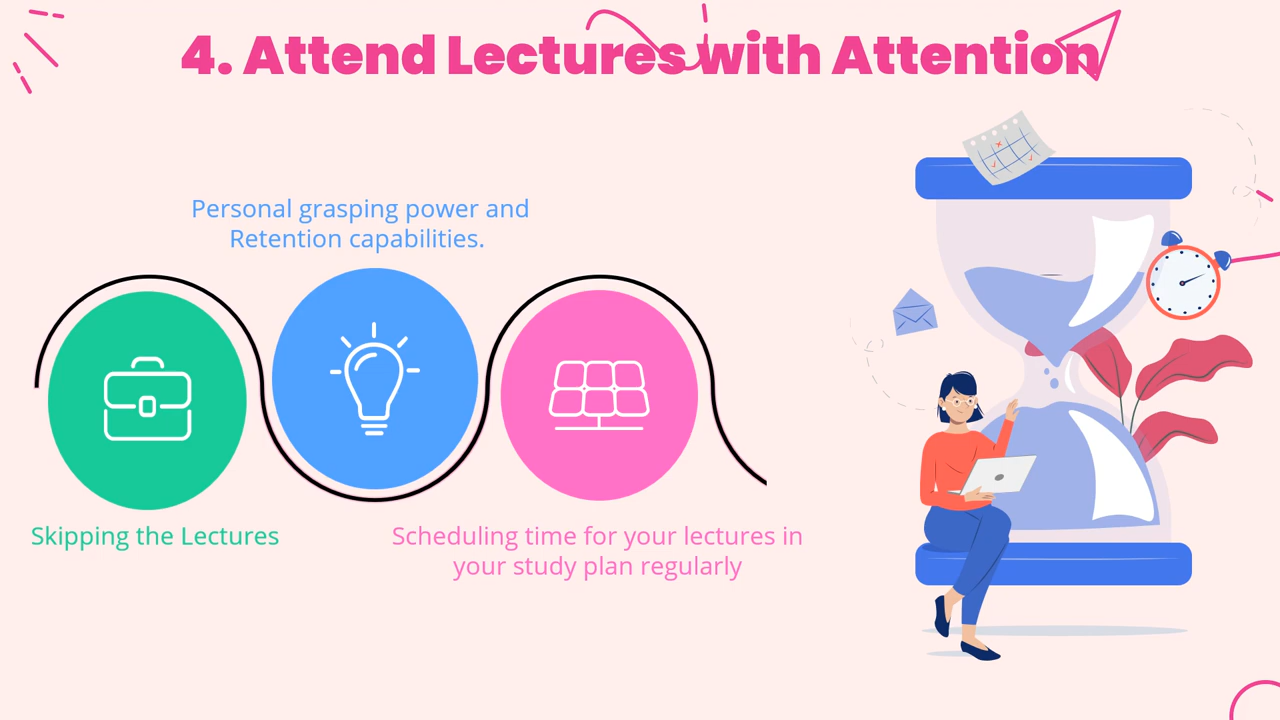 4. Attend Lectures with Attention
Personal grasping power and
Retention capabilities.
Skipping the Lectures
Scheduling time for your lectures in
your study plan regularly